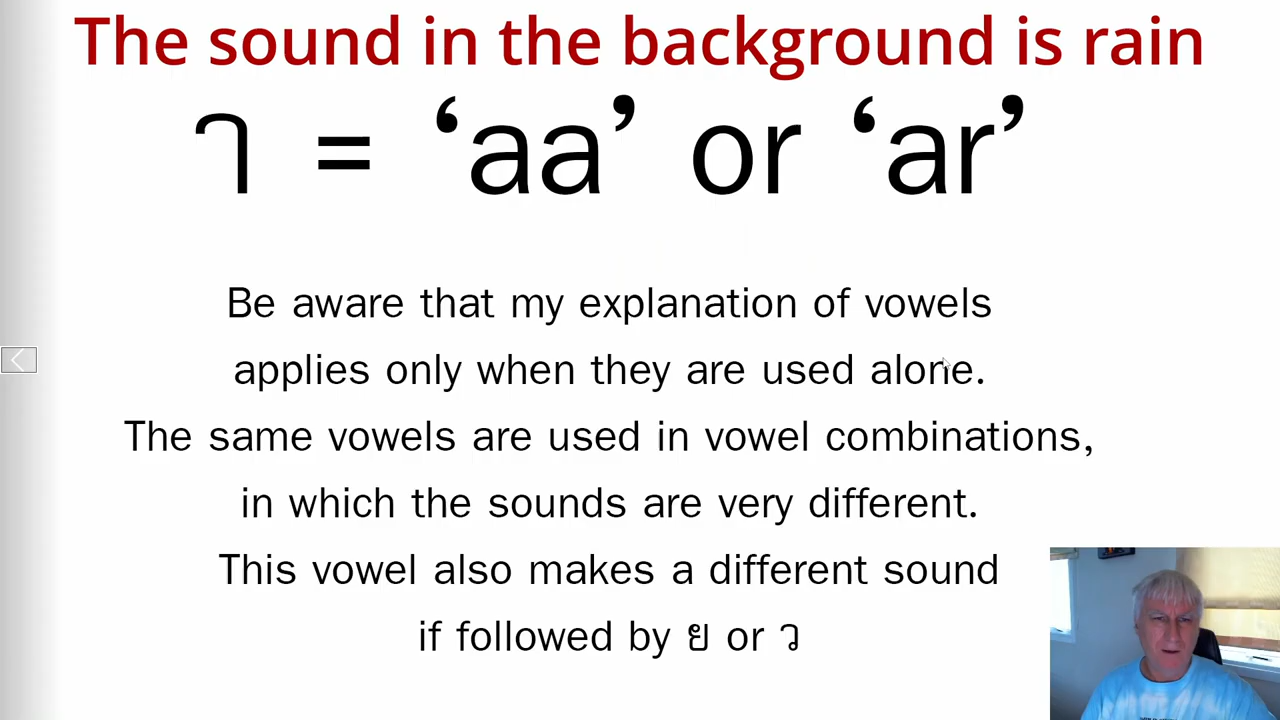 The sound in the background is rain
า = ‘aa’ or ‘ar’
Be aware that my explanation of vowels
applies only when they are used alone.
The same vowels are used in vowel combinations,
in which the sounds are very different.
This vowel also makes a different sound
if followed by ย or ว